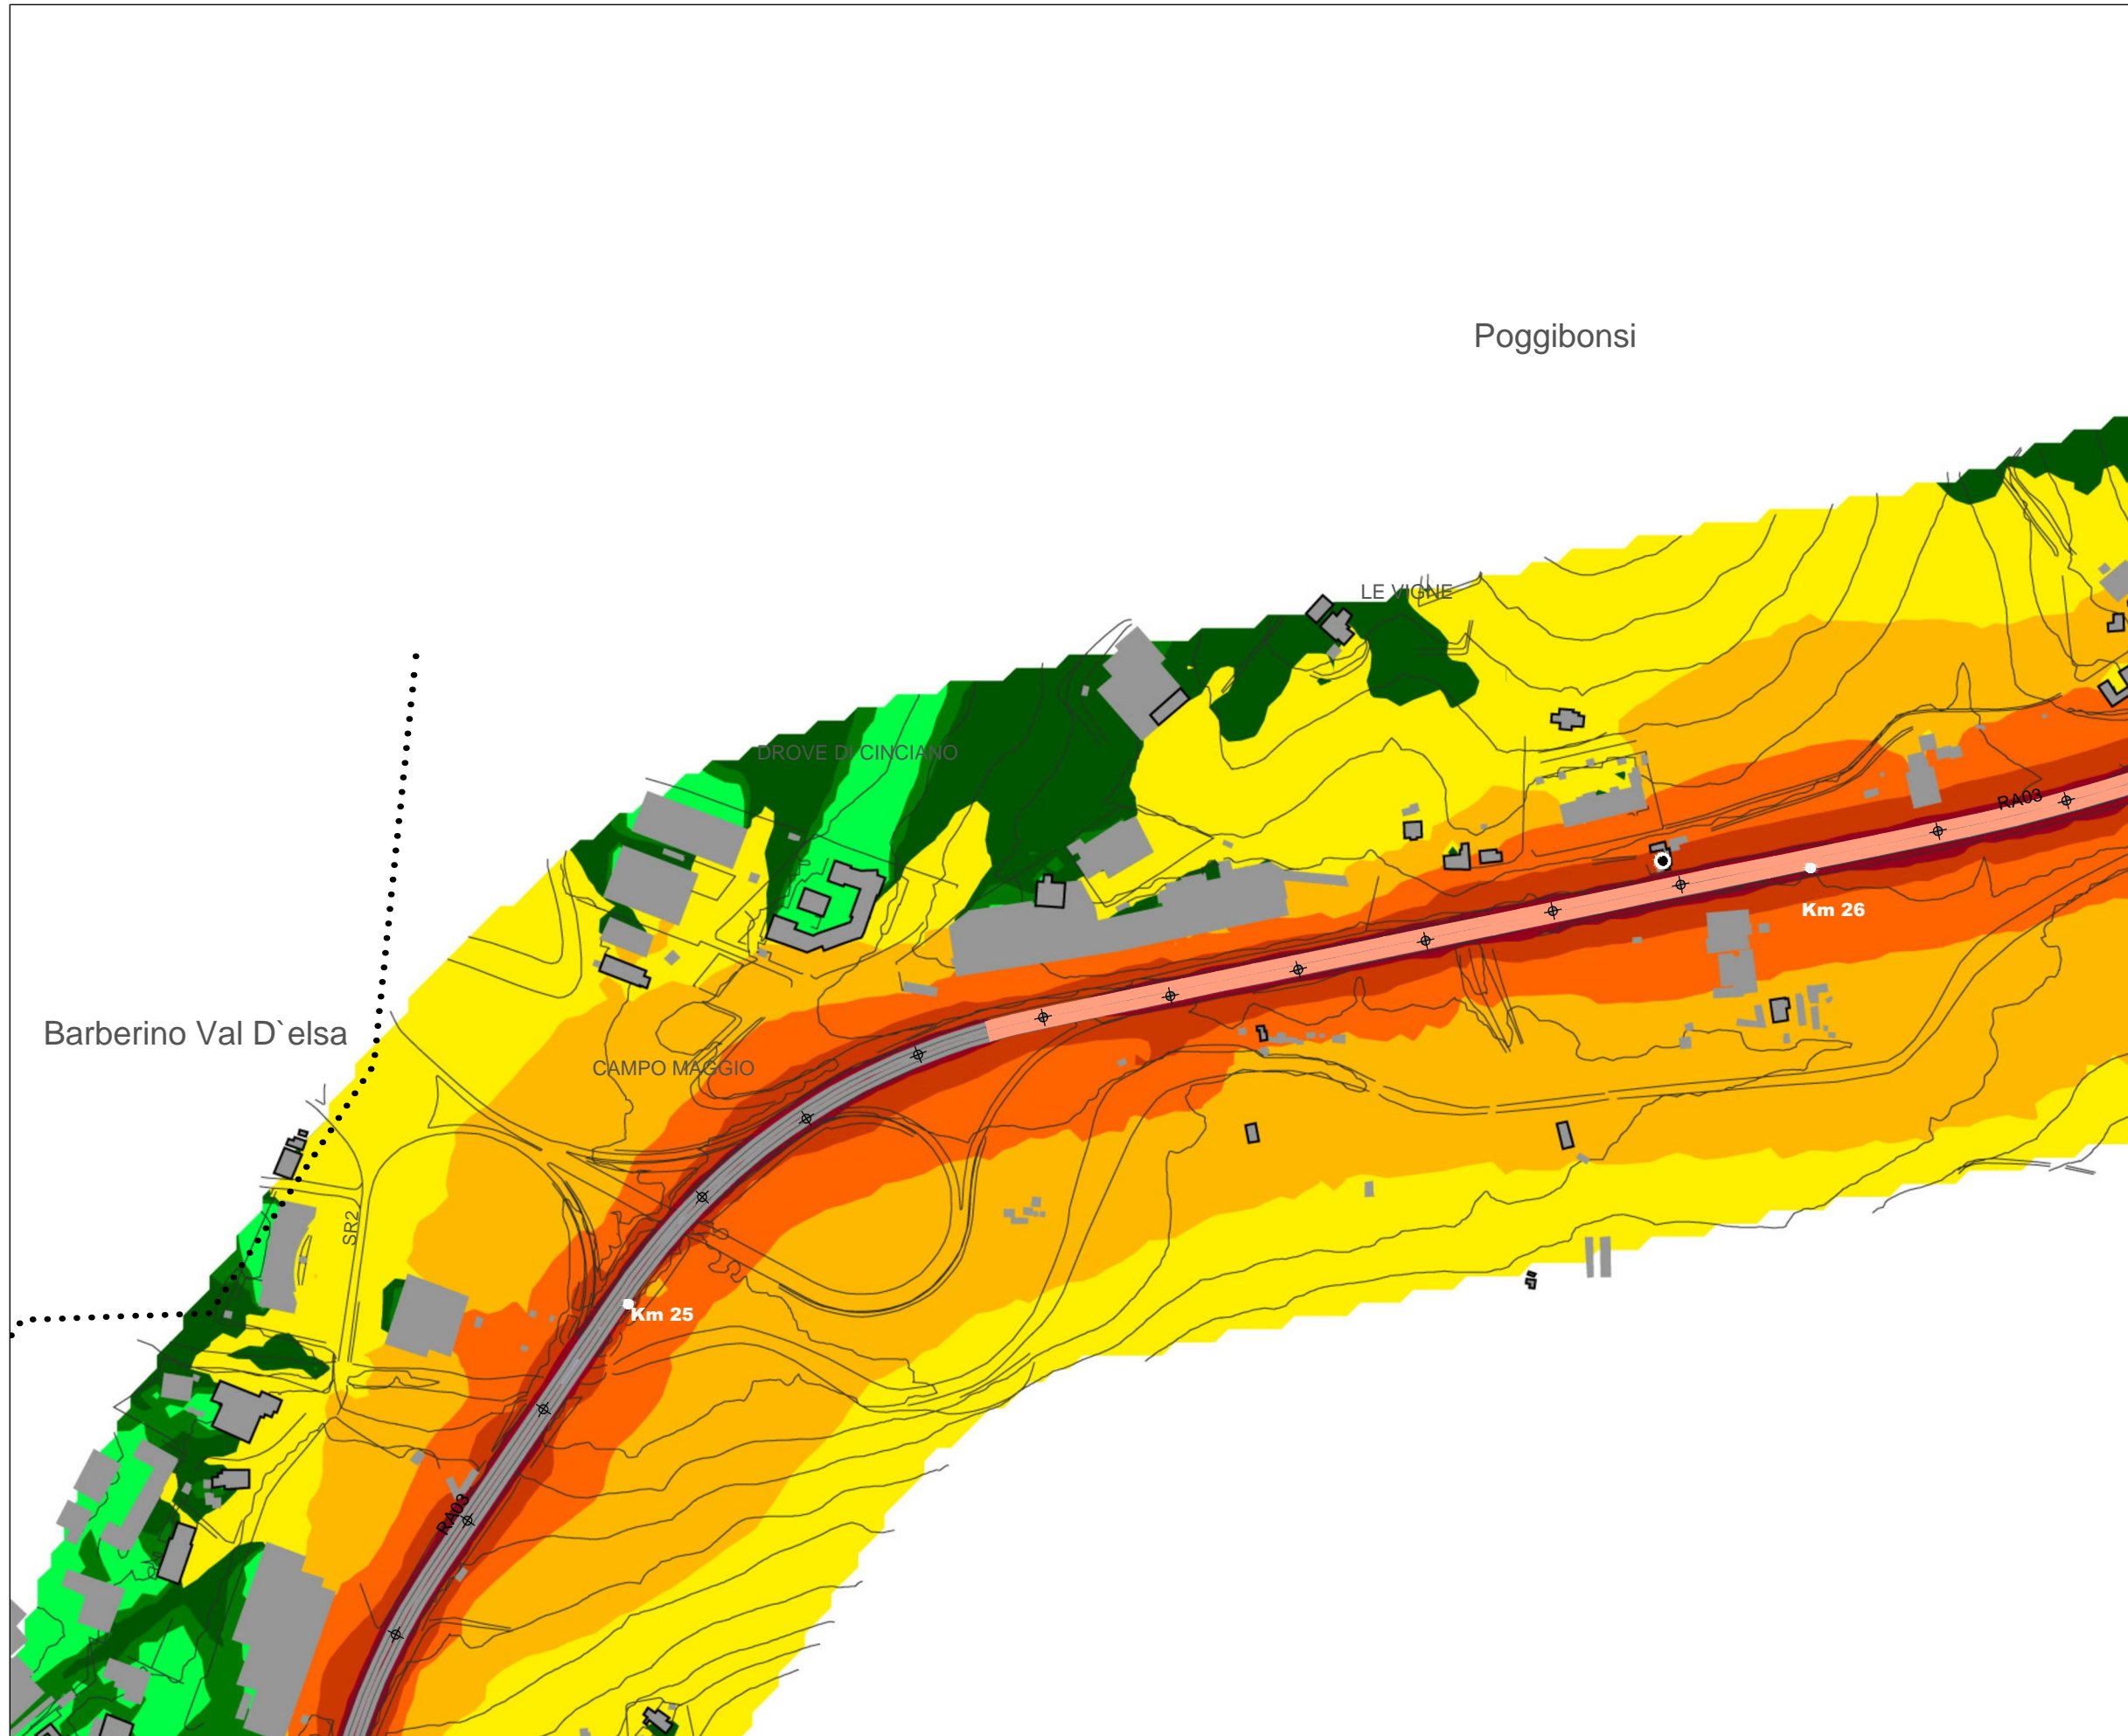 Poggibonsi
LE VIGNE
DROVE DI CINCIANO
RA03
Km 26
Barberino Val D`elsa
CAMPO MAGGIO
SR2
Km 25
RA03